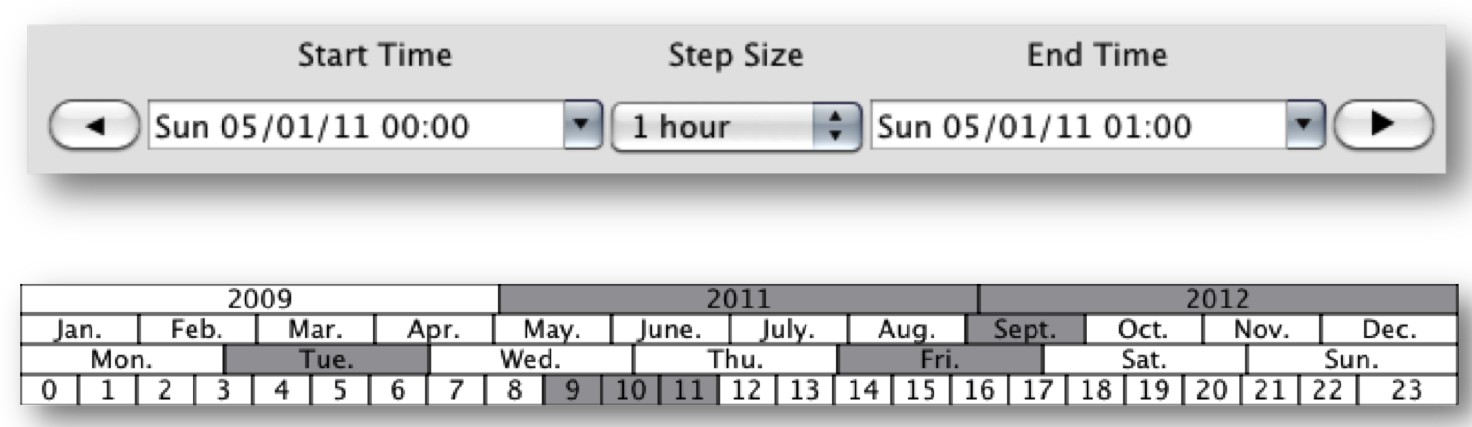 Start Time Step Size End Time
Sun 05/01/11 00:00 1 hour Sun 05/01/11 01:00
2009 2011 2012
Jan. Feb. Mar. Apr. May. June. July. Aug. Sept. Oct. Nov. Dec.
Mon. Tue. Wed. Thu. Fri. Sat. Sun.
0 1 2 3 4 5 6 7 8 9 10 11 12 13 14 15 16 17 18 19 20 21 22 23